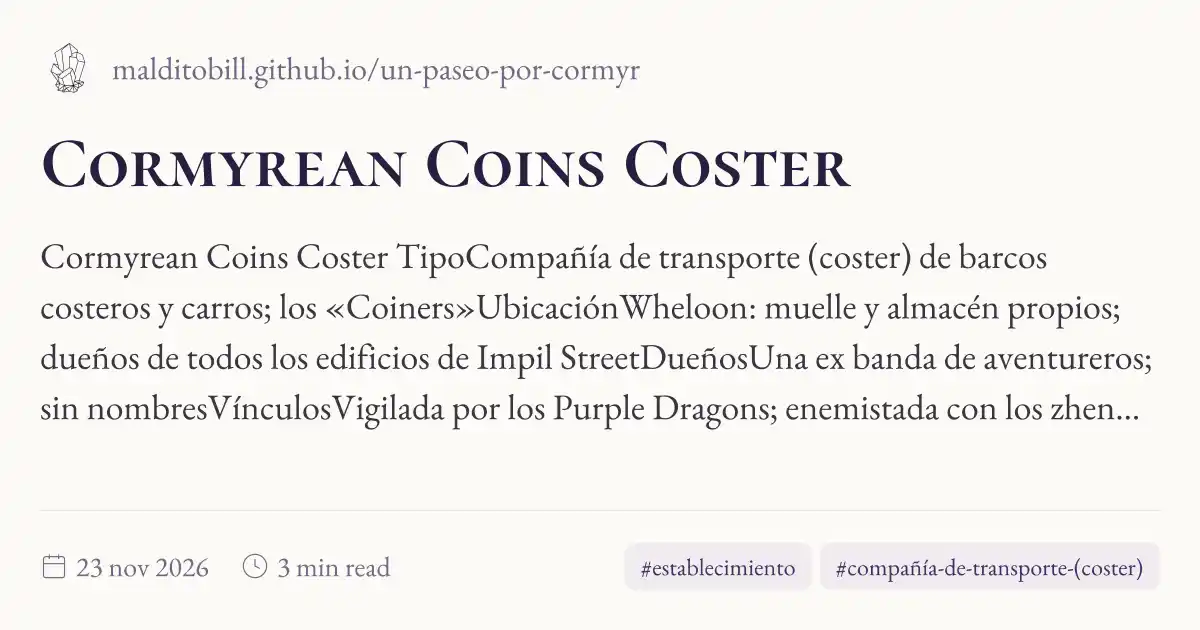 malditobill.github.io/un-paseo-por-cormyr
Cormyrean Coins Coster
Cormyrean Coins Coster TipoCompañía de transporte (coster) de barcos
costeros y carros; los «Coiners»UbicaciónWheloon: muelle y almacén propios;
dueños de todos los edificios de Impil StreetDueñosUna ex banda de aventureros;
sin nombresVínculosVigilada por los Purple Dragons; enemistada con los zhen...
23 nov 2026
3 min read
#establecimiento
#compañía-de-transporte-(coster)